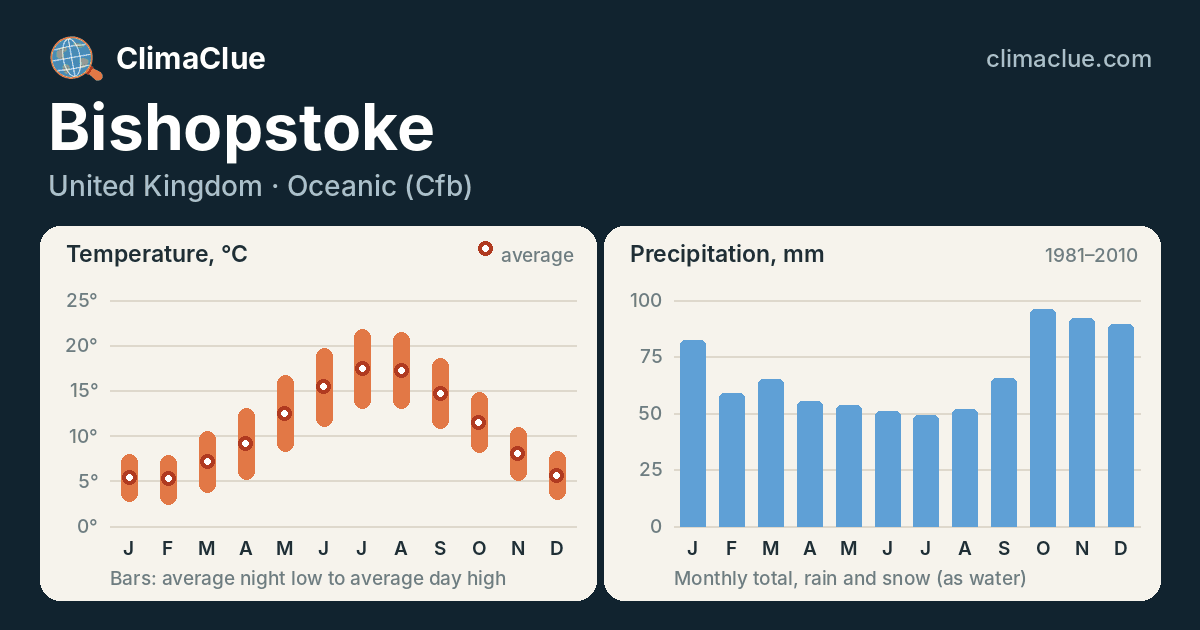 ClimaClue
climaclue.com
Bishopstoke
United Kingdom · Oceanic (Cfb)
Temperature, °C
average
25°
20°
15°
10°
5°
0°
J F M A M J J A S O N D
Bars: average night low to average day high
Precipitation, mm
1981–2010
100
75
50
25
0
J F M A M J J A S O N D
Monthly total, rain and snow (as water)